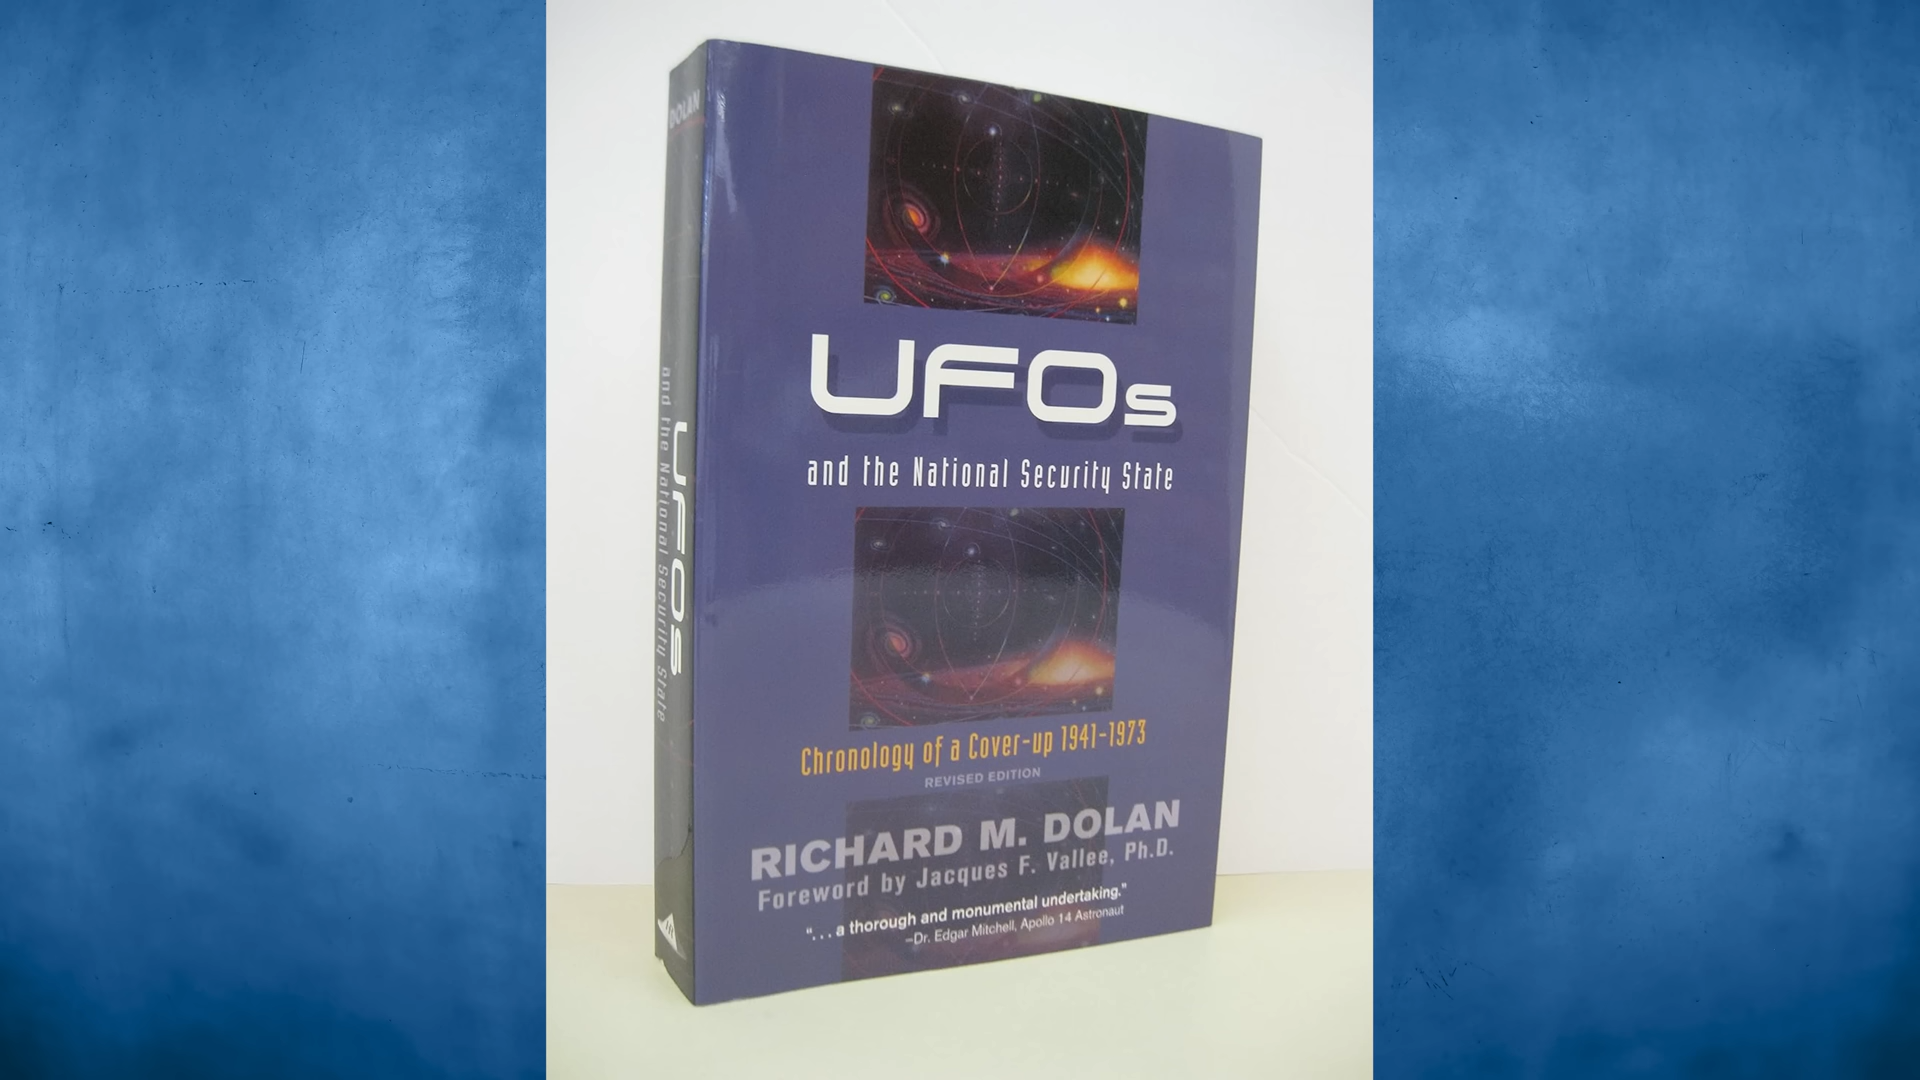 DOLAN
UFOs
and the National Security State
UFOs
and the National Security State
Chronology of a Cover-up 1941-1973
REVISED EDITION
RICHARD M. DOLAN
Foreword by Jacques F. Vallee, Ph.D.
"...a thorough and monumental undertaking."
–Dr. Edgar Mitchell, Apollo 14 Astronaut